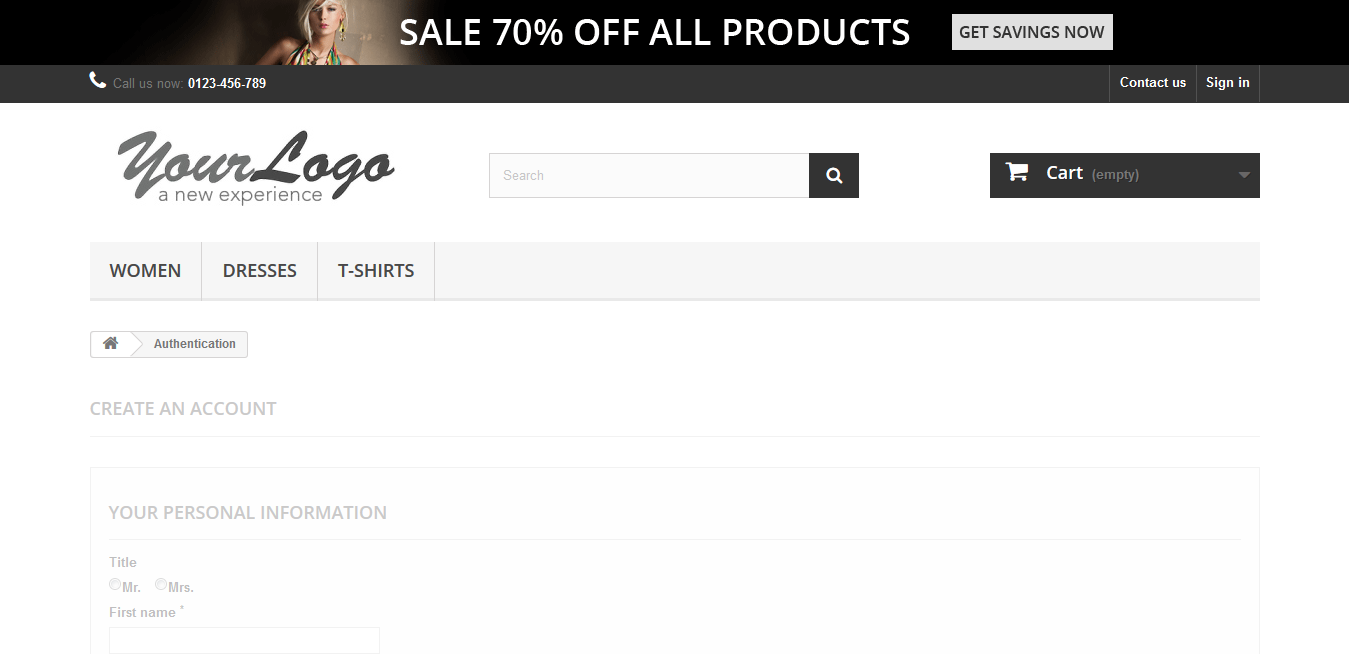 SALE 70% OFF ALL PRODUCTS
GET SAVINGS NOW
Call us now: 0123-456-789
Contact us
Sign in
YourLogo
a new experience
Search
Cart (empty)
WOMEN
DRESSES
T-SHIRTS
Authentication
CREATE AN ACCOUNT
YOUR PERSONAL INFORMATION
Title
Mr. Mrs.
First name *